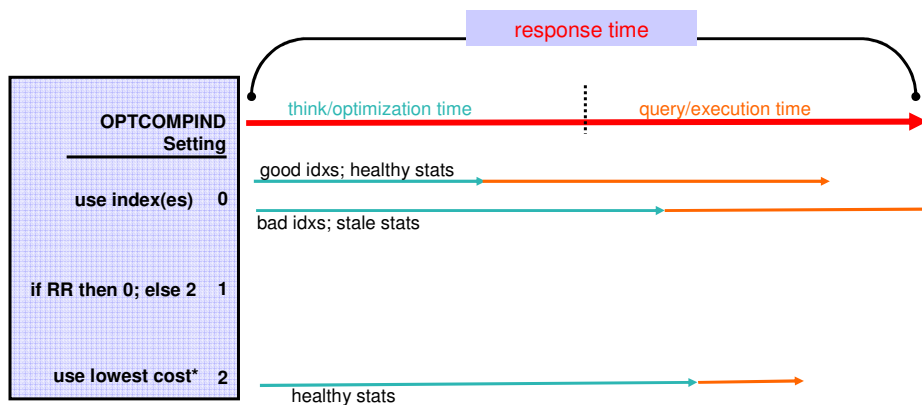 response time
think/optimization time
query/execution time
OPTCOMPIND
Setting
good idxs; healthy stats
use index(es) 0
bad idxs; stale stats
if RR then 0; else 2 1
use lowest cost* 2
healthy stats